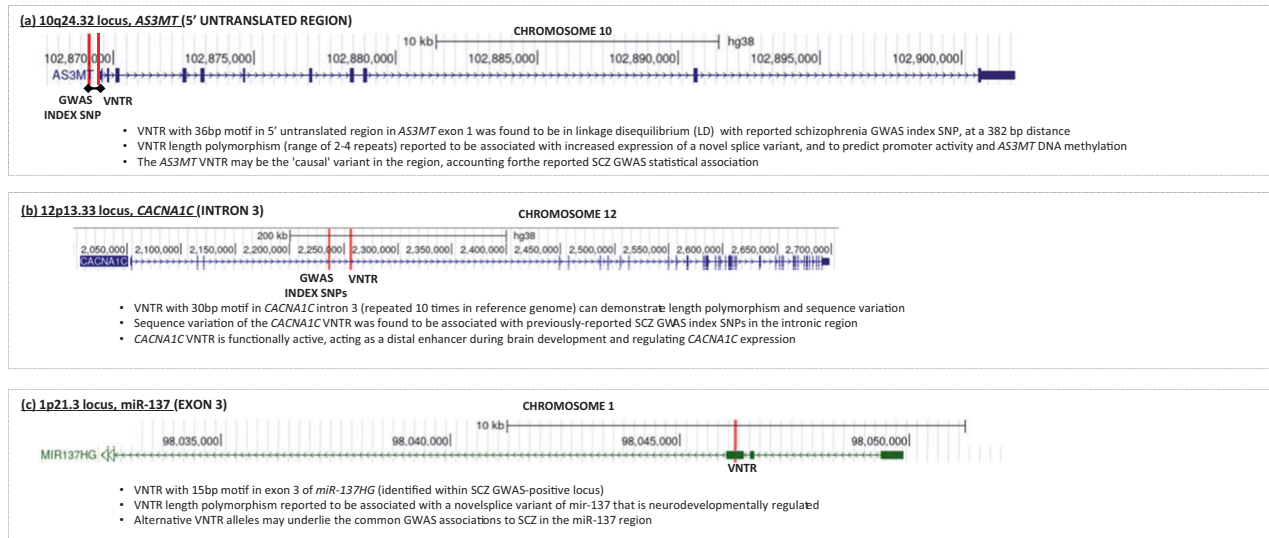 (a) 10q24.32 locus, AS3MT (5' UNTRANSLATED REGION)
CHROMOSOME 10
10 kb hg38
102,870,000 102,875,000 102,880,000 102,885,000 102,890,000 102,895,000 102,900,000
AS3MT
GWAS VNTR
INDEX SNP
• VNTR with 36bp motif in 5' untranslated region in AS3MT exon 1 was found to be in linkage disequilibrium (LD) with reported schizophrenia GWAS index SNP, at a 382 bp distance
• VNTR length polymorphism (range of 2-4 repeats) reported to be associated with increased expression of a novel splice variant, and to predict promoter activity and AS3MT DNA methylation
• The AS3MT VNTR may be the 'causal' variant in the region, accounting forthe reported SCZ GWAS statistical association
(b) 12p13.33 locus, CACNA1C (INTRON 3)
CHROMOSOME 12
200 kb hg38
2,050,000 2,100,000 2,150,000 2,200,000 2,250,000 2,300,000 2,350,000 2,400,000 2,450,000 2,500,000 2,550,000 2,600,000 2,650,000 2,700,000
CACNA1C
GWAS VNTR
INDEX SNPs
• VNTR with 30bp motif in CACNA1C intron 3 (repeated 10 times in reference genome) can demonstrate length polymorphism and sequence variation
• Sequence variation of the CACNA1C VNTR was found to be associated with previously-reported SCZ GWAS index SNPs in the intronic region
• CACNA1C VNTR is functionally active, acting as a distal enhancer during brain development and regulating CACNA1C expression
(c) 1p21.3 locus, miR-137 (EXON 3)
CHROMOSOME 1
10 kb
98,035,000 98,040,000 98,045,000 98,050,000
MIR137HG
VNTR
• VNTR with 15bp motif in exon 3 of miR-137HG (identified within SCZ GWAS-positive locus)
• VNTR length polymorphism reported to be associated with a novelsplice variant of mir-137 that is neurodevelopmentally regulated
• Alternative VNTR alleles may underlie the common GWAS associations to SCZ in the miR-137 region